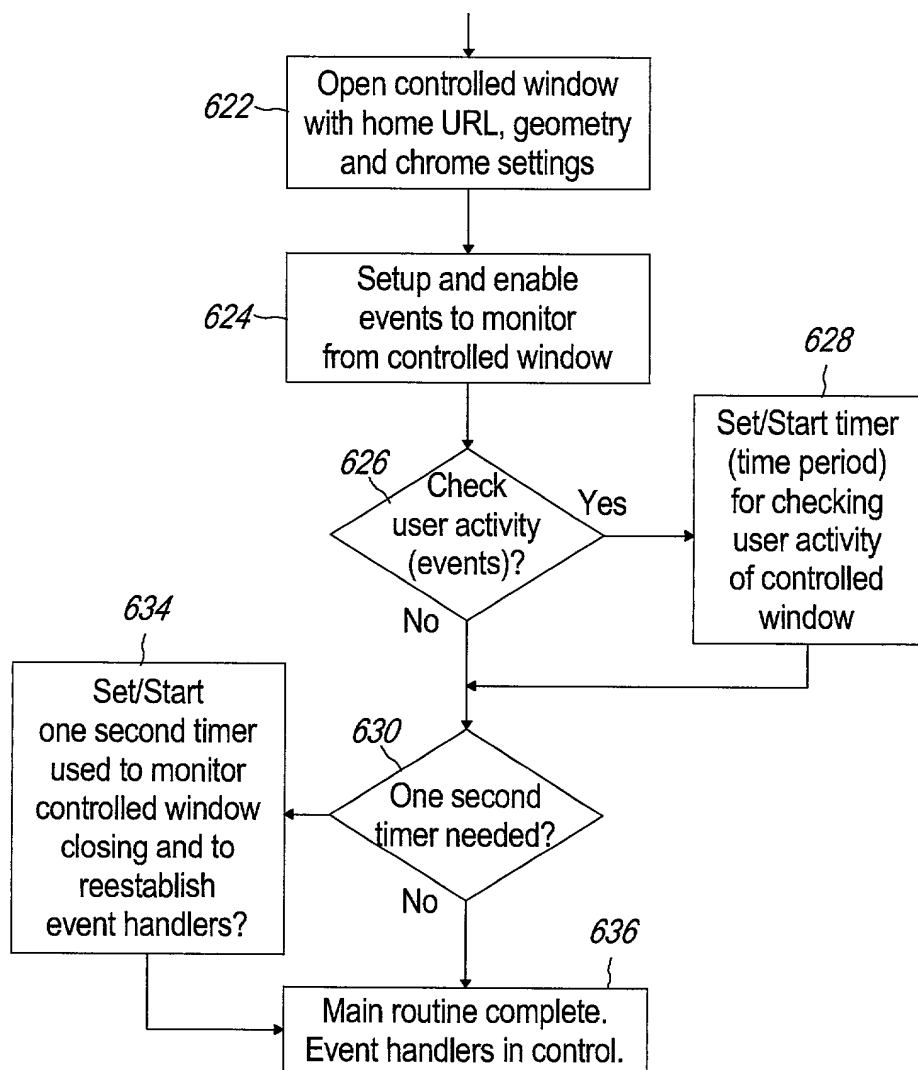 622
Open controlled window
with home URL, geometry
and chrome settings
624
Setup and enable
events to monitor
from controlled window
626
Check
user activity
(events)?
Yes
No
628
Set/Start timer
(time period)
for checking
user activity
of controlled
window
630
One second
timer needed?
No
634
Set/Start
one second timer
used to monitor
controlled window
closing and to
reestablish
event handlers?
636
Main routine complete.
Event handlers in control.